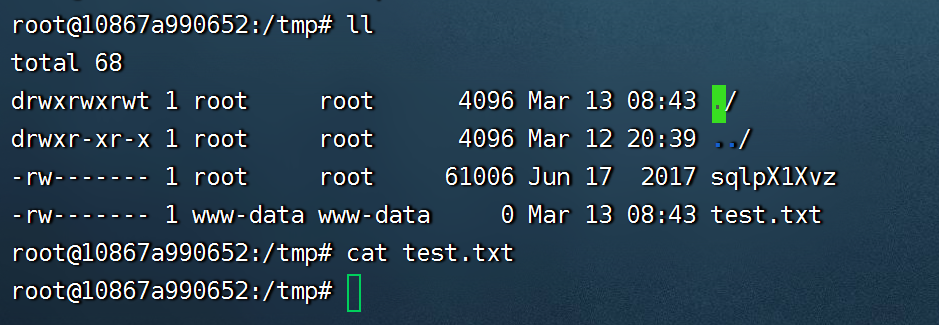 root@10867a990652:/tmp# ll
total 68
drwxrwxrwt 1 root     root      4096 Mar 13 08:43 ./
drwxr-xr-x 1 root     root      4096 Mar 12 20:39 ../
-rw------- 1 root     root     61006 Jun 17  2017 sqlpX1Xvz
-rw------- 1 www-data www-data     0 Mar 13 08:43 test.txt
root@10867a990652:/tmp# cat test.txt
root@10867a990652:/tmp#